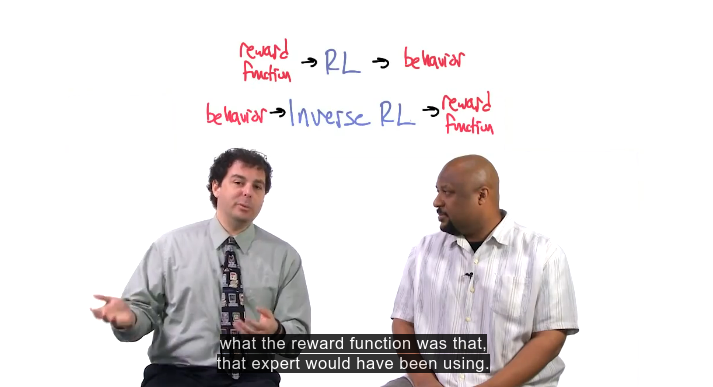 reward function → RL → behavior
behavior → Inverse RL → reward function
what the reward function was that,
that expert would have been using.